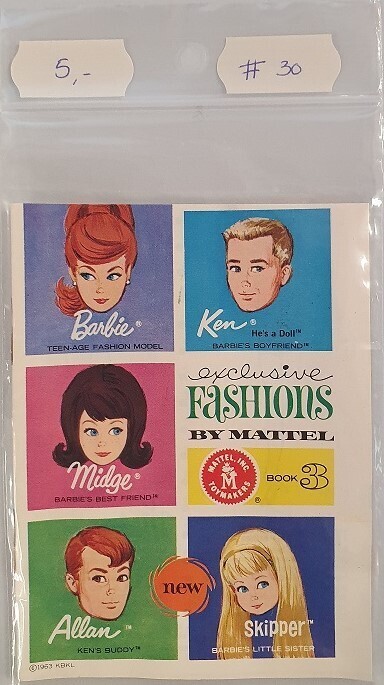 5,-
# 30
Barbie®
TEEN-AGE FASHION MODEL
Ken®
He's a Doll™
BARBIE'S BOYFRIEND™
exclusive
FASHIONS
BY MATTEL
MATTEL, INC.
M
TOYMAKERS
®
BOOK 3
Midge®
BARBIE'S BEST FRIEND™
Allan™
KEN'S BUDDY™
new
Skipper™
BARBIE'S LITTLE SISTER
©1963 KBKL